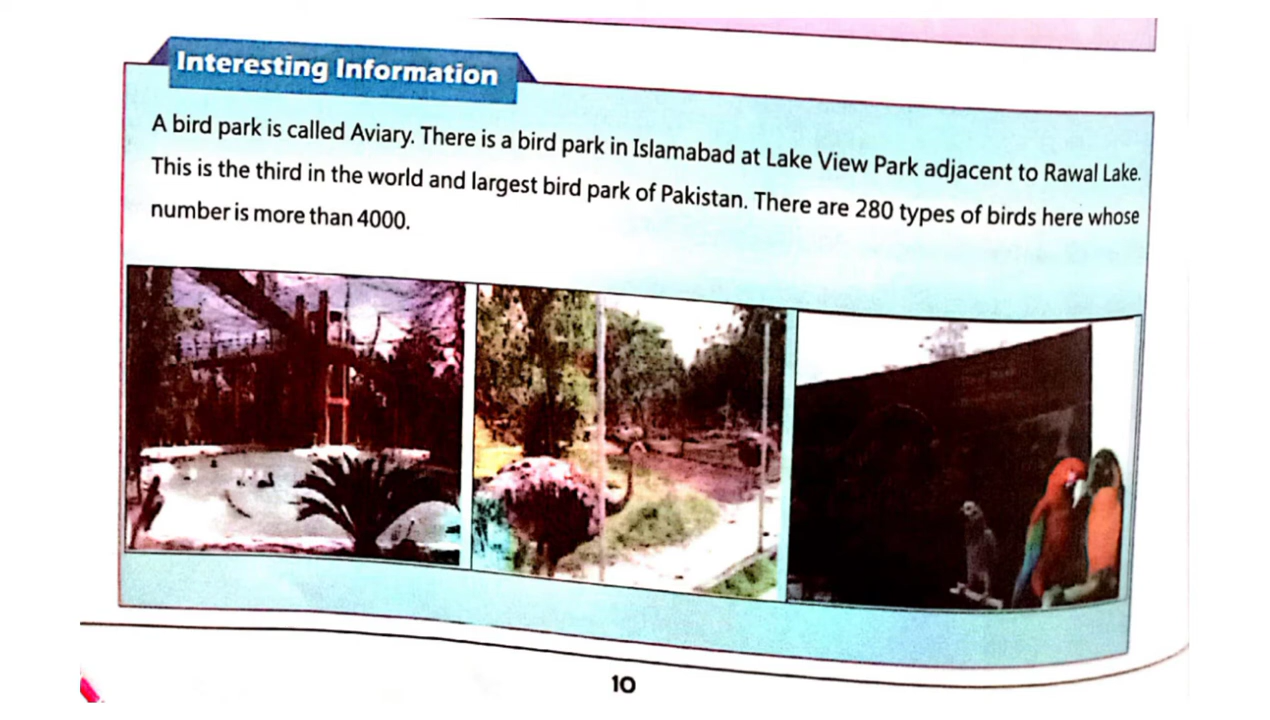 Interesting Information
A bird park is called Aviary. There is a bird park in Islamabad at Lake View Park adjacent to Rawal Lake.
This is the third in the world and largest bird park of Pakistan. There are 280 types of birds here whose
number is more than 4000.
10